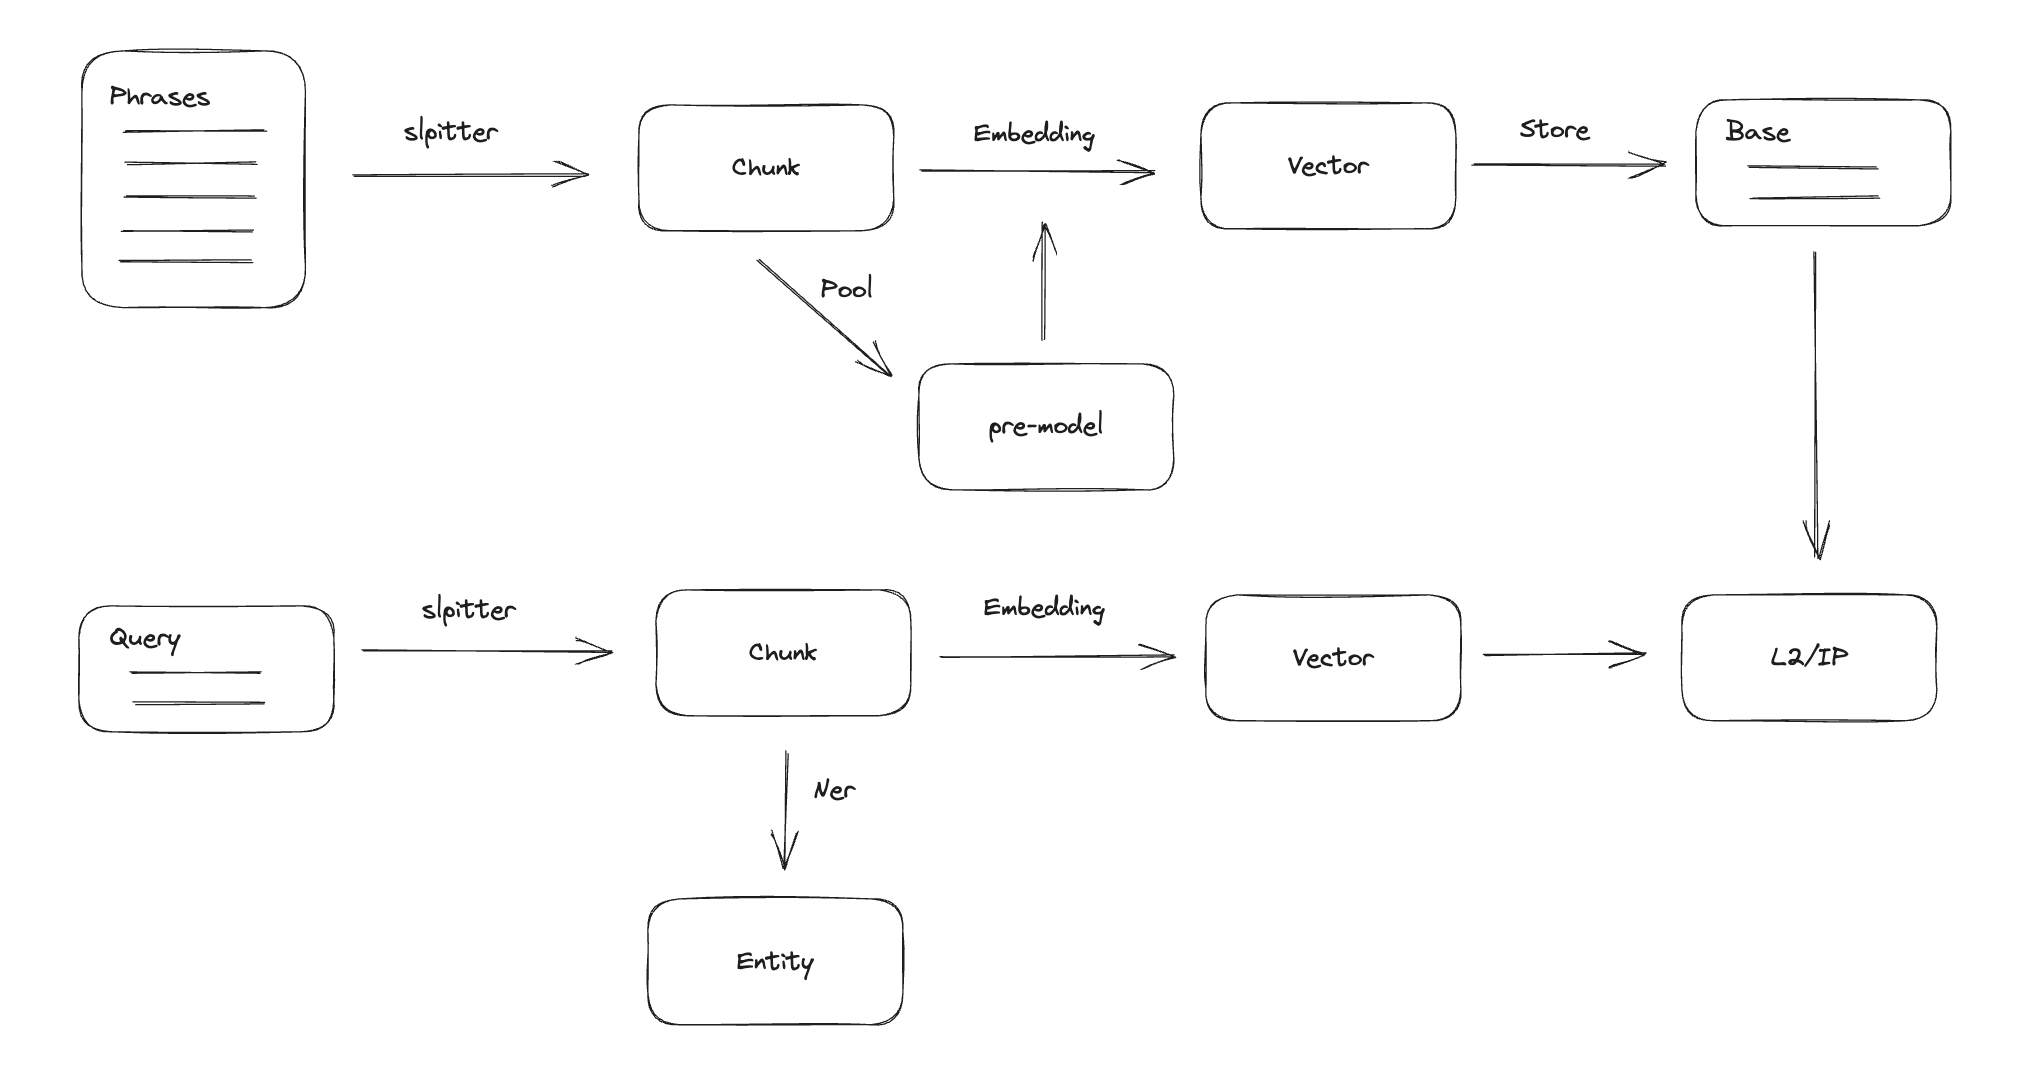 Phrases
slpitter
Chunk
Embedding
Vector
Store
Base
Pool
pre-model
Query
slpitter
Chunk
Embedding
Vector
L2/IP
Ner
Entity